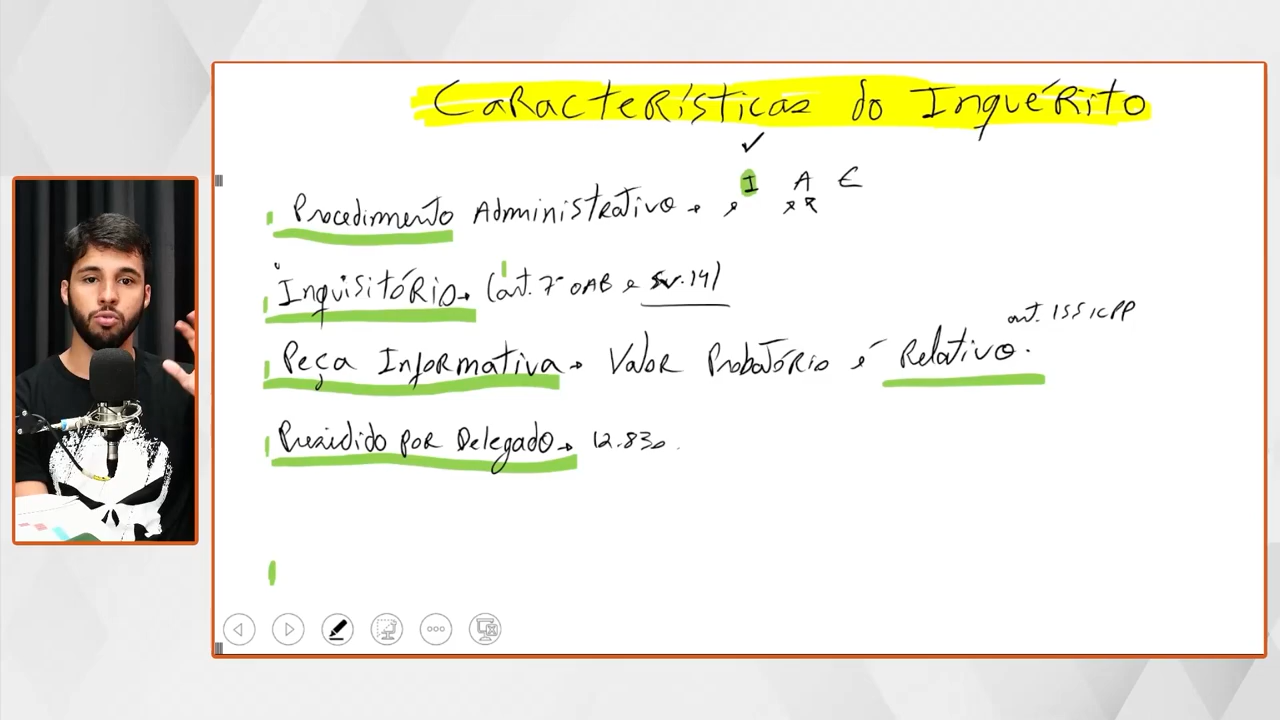 Características do Inquérito
✓
I A E
Procedimento Administrativo →
Inquisitório → (art. 7º OAB e sv. 14)
art. 155 CPP
Peça Informativa → Valor Probatório é Relativo.
Presidido por Delegado → 12.830.